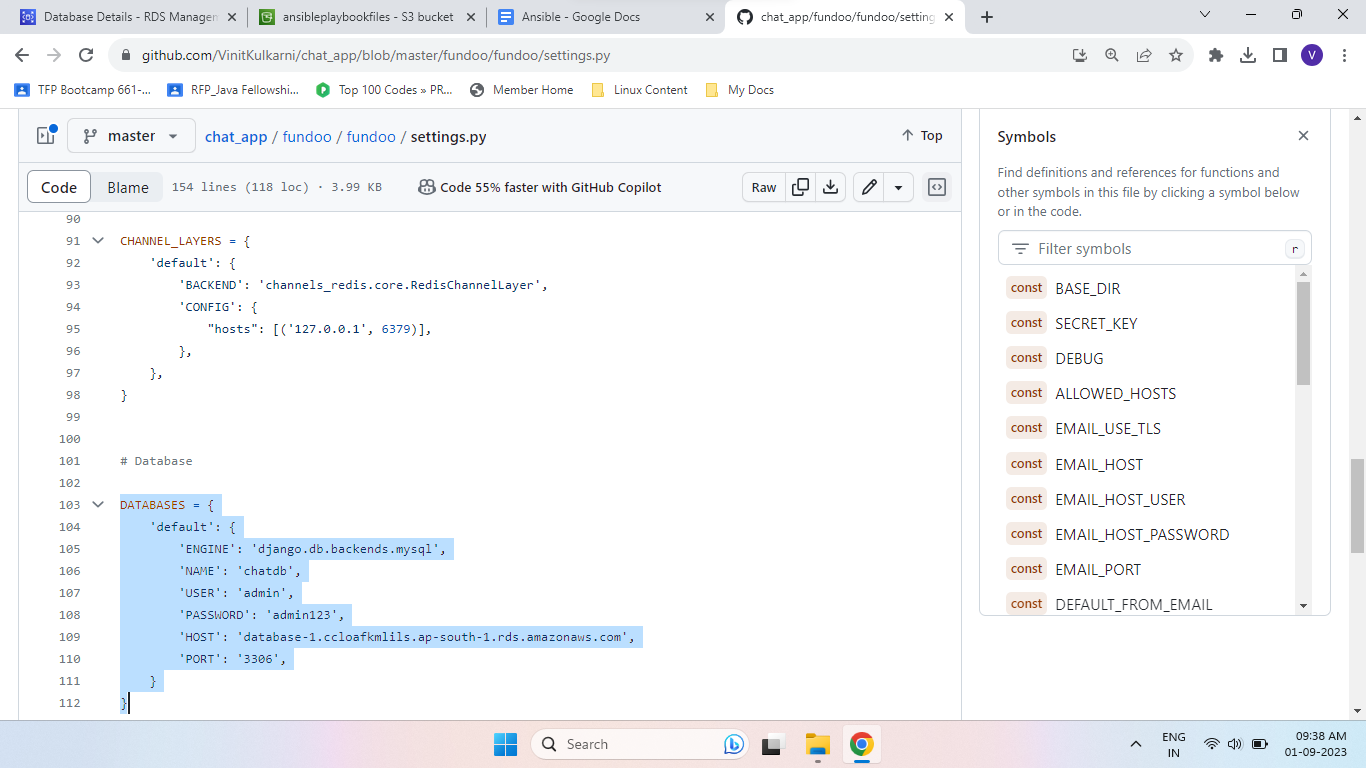 Database Details - RDS Managem
ansibleplaybookfiles - S3 bucket
Ansible - Google Docs
chat_app/fundoo/fundoo/setting
github.com/VinitKulkarni/chat_app/blob/master/fundoo/fundoo/settings.py
V
TFP Bootcamp 661-...
RFP_Java Fellowshi...
Top 100 Codes » PR...
Member Home
Linux Content
My Docs
master
chat_app / fundoo / fundoo / settings.py
Top
Code
Blame
154 lines (118 loc) · 3.99 KB
Code 55% faster with GitHub Copilot
Raw
90
91 CHANNEL_LAYERS = {
92 'default': {
93 'BACKEND': 'channels_redis.core.RedisChannelLayer',
94 'CONFIG': {
95 "hosts": [('127.0.0.1', 6379)],
96 },
97 },
98 }
99
100
101 # Database
102
103 DATABASES = {
104 'default': {
105 'ENGINE': 'django.db.backends.mysql',
106 'NAME': 'chatdb',
107 'USER': 'admin',
108 'PASSWORD': 'admin123',
109 'HOST': 'database-1.ccloafkmlils.ap-south-1.rds.amazonaws.com',
110 'PORT': '3306',
111 }
112 }
Symbols
Find definitions and references for functions and
other symbols in this file by clicking a symbol below
or in the code.
Filter symbols
r
const BASE_DIR
const SECRET_KEY
const DEBUG
const ALLOWED_HOSTS
const EMAIL_USE_TLS
const EMAIL_HOST
const EMAIL_HOST_USER
const EMAIL_HOST_PASSWORD
const EMAIL_PORT
const DEFAULT_FROM_EMAIL
Search
ENG
IN
09:38 AM
01-09-2023